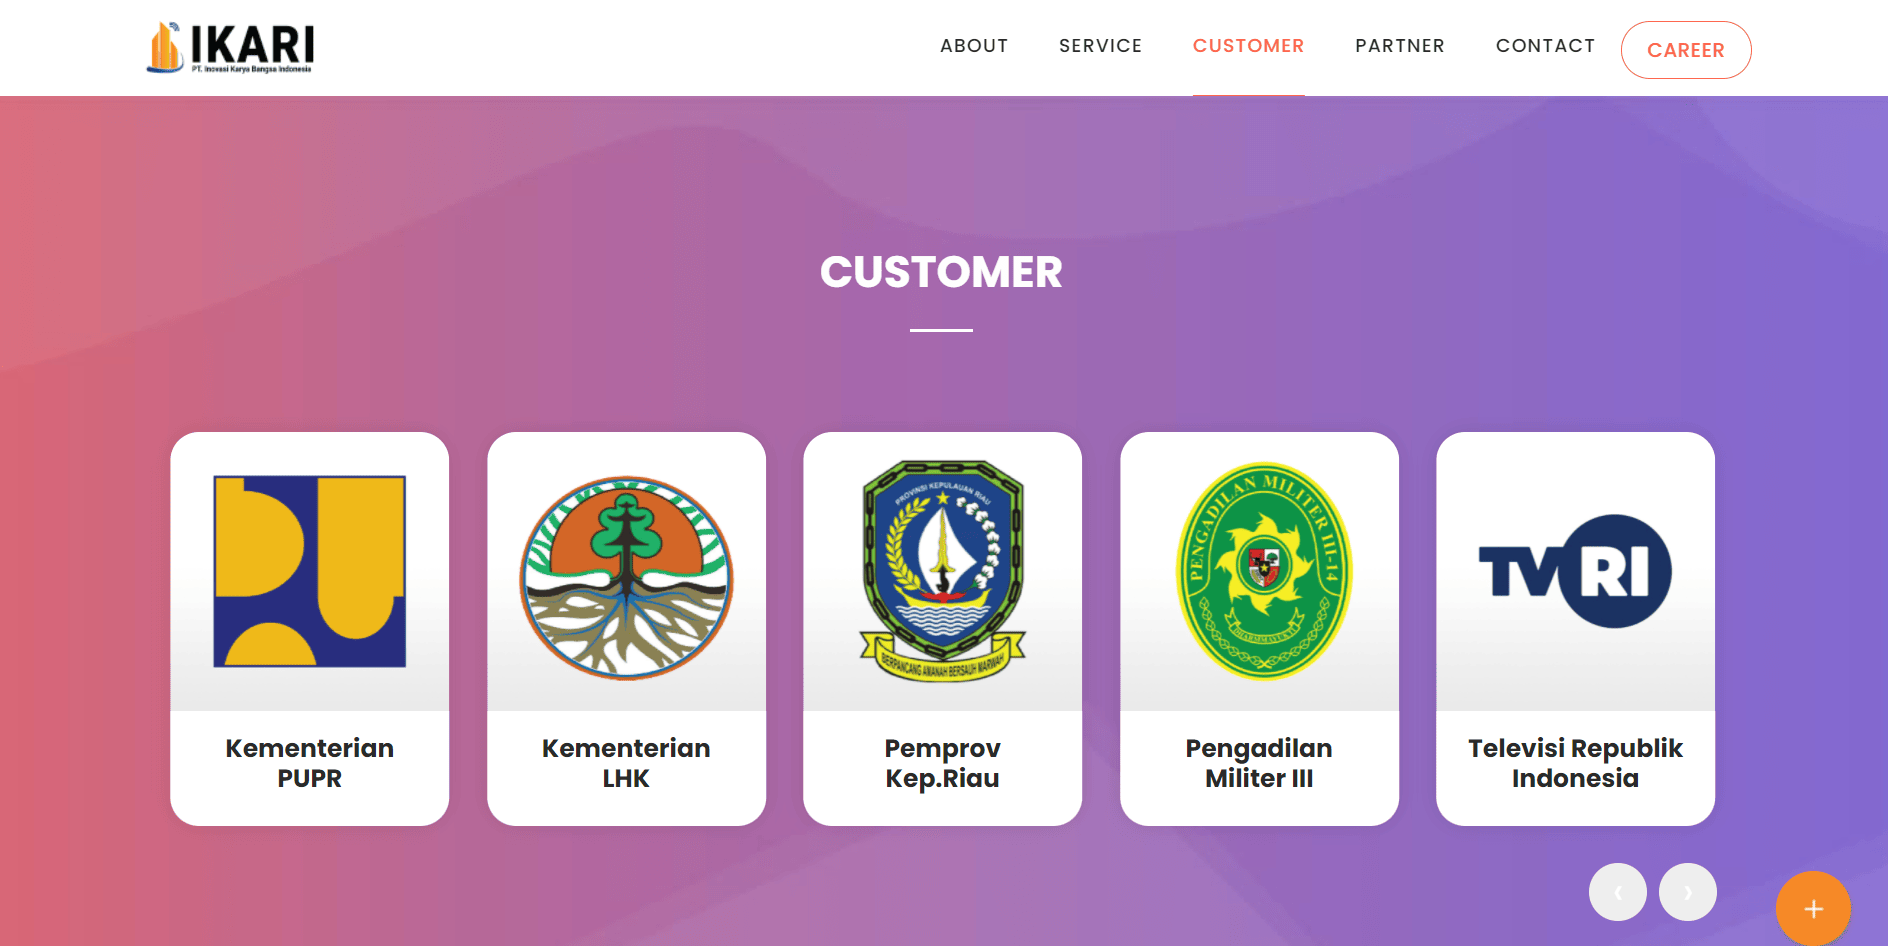 IKARI
PT. Inovasi Karya Bangsa Indonesia
ABOUT
SERVICE
CUSTOMER
PARTNER
CONTACT
CAREER
CUSTOMER
PROVINSI KEPULAUAN RIAU
BERPANCANG AMANAH BERSAUH MARWAH
PENGADILAN MILITER III-14
TVRI
Kementerian
PUPR
Kementerian
LHK
Pemprov
Kep.Riau
Pengadilan
Militer III
Televisi Republik
Indonesia
‹
›
+